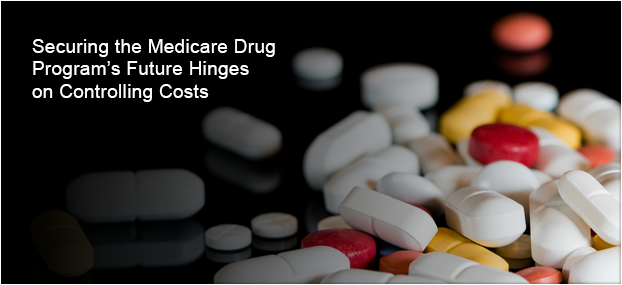 Securing the Medicare Drug
Program’s Future Hinges
on Controlling Costs